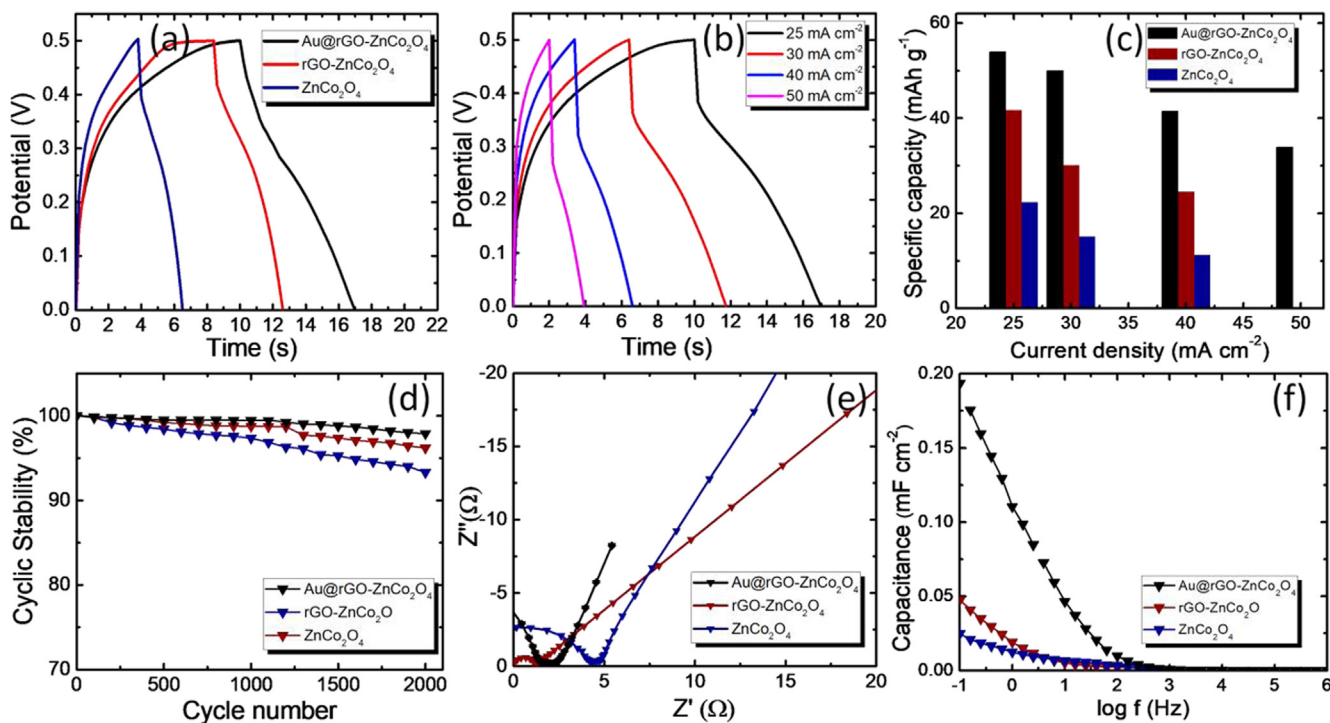 (a)
Au@rGO-ZnCo₂O₄
rGO-ZnCo₂O₄
ZnCo₂O₄
0.5
0.4
0.3
0.2
0.1
0.0
Potential (V)
0 2 4 6 8 10 12 14 16 18 20 22
Time (s)
(b)
25 mA cm⁻²
30 mA cm⁻²
40 mA cm⁻²
50 mA cm⁻²
0.5
0.4
0.3
0.2
0.1
0.0
Potential (V)
0 2 4 6 8 10 12 14 16 18 20
Time (s)
(c)
Au@rGO-ZnCo₂O₄
rGO-ZnCo₂O₄
ZnCo₂O₄
60
40
20
0
Specific capacity (mAh g⁻¹)
20 25 30 35 40 45 50
Current density (mA cm⁻²)
(d)
100
90
80
70
Cyclic Stability (%)
Au@rGO-ZnCo₂O₄
rGO-ZnCo₂O
ZnCo₂O₄
0 500 1000 1500 2000
Cycle number
(e)
-20
-15
-10
-5
0
Z''(Ω)
Au@rGO-ZnCo₂O₄
rGO-ZnCo₂O₄
ZnCo₂O₄
0 5 10 15 20
Z' (Ω)
(f)
0.20
0.15
0.10
0.05
0.00
Capacitance (mF cm⁻²)
Au@rGO-ZnCo₂O₄
rGO-ZnCo₂O
ZnCo₂O₄
-1 0 1 2 3 4 5 6
log f (Hz)